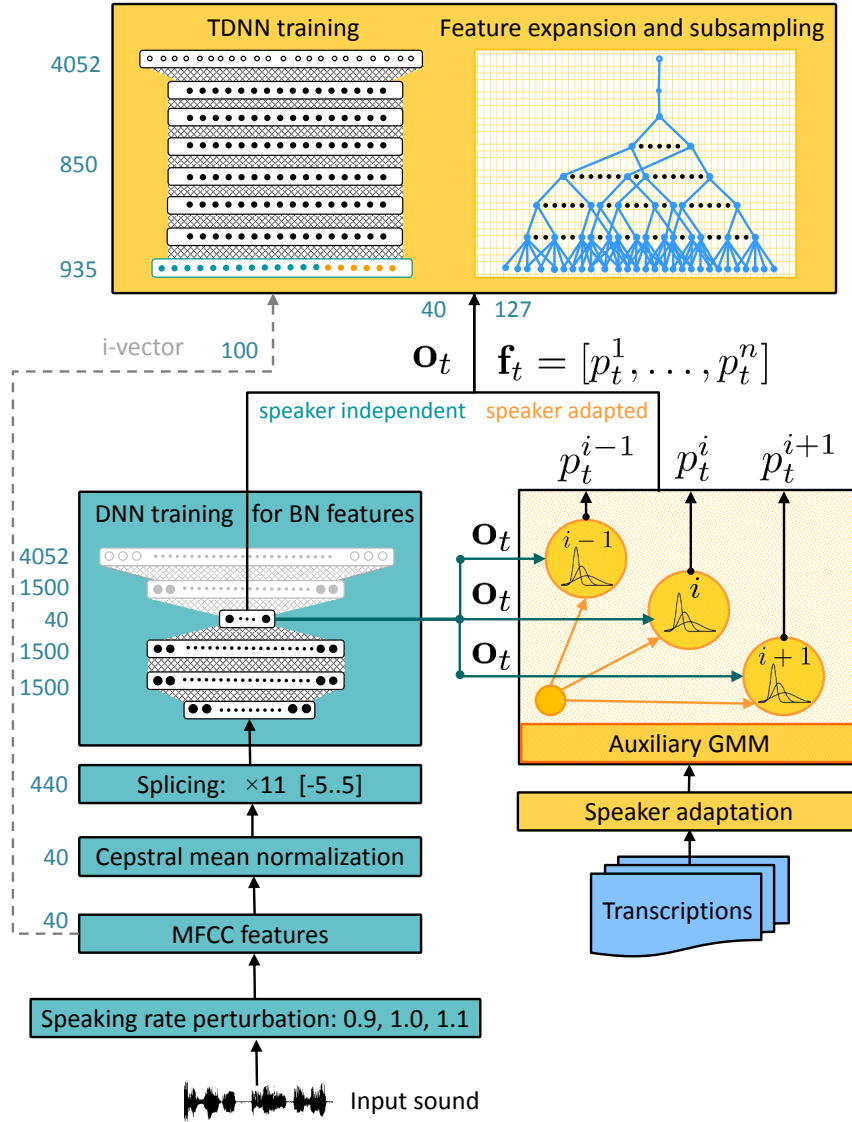 TDNN training
Feature expansion and subsampling
4052
850
935
40
127
i-vector
100
𝐨_t
𝐟_t = [p_t^1, . . . , p_t^n]
speaker independent
speaker adapted
p_t^{i−1}
p_t^i
p_t^{i+1}
DNN training for BN features
4052
1500
40
1500
1500
𝐨_t
𝐨_t
𝐨_t
i − 1
i
i + 1
Auxiliary GMM
440
Splicing: ×11 [-5..5]
Speaker adaptation
40
Cepstral mean normalization
40
MFCC features
Transcriptions
Speaking rate perturbation: 0.9, 1.0, 1.1
Input sound